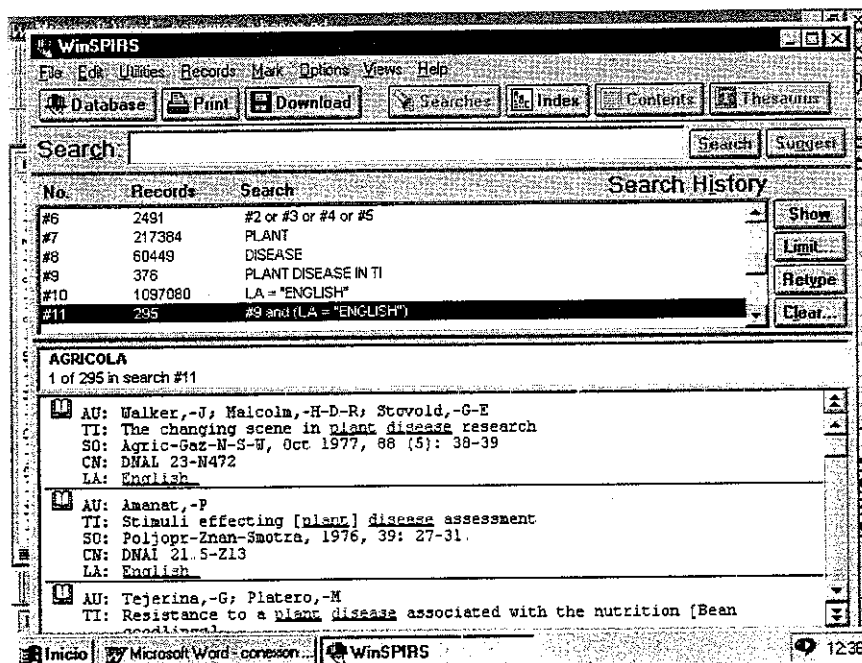 WinSPIRS
File Edit Utilities Records Mark Options Views Help
Database Print Download Searches Index Contents Thesaurus
Search: Search Suggest
No. Records Search Search History
#6 2491 #2 or #3 or #4 or #5 Show
#7 217384 PLANT
#8 60449 DISEASE Limit...
#9 376 PLANT DISEASE IN TI
#10 1097080 LA = "ENGLISH" Retype
#11 295 #9 and (LA = "ENGLISH") Clear...
AGRICOLA
1 of 295 in search #11
AU: Walker,-J; Malcolm,-H-D-R; Stovold,-G-E
TI: The changing scene in plant disease research
SO: Agric-Gaz-N-S-W, Oct 1977, 88 (5): 38-39
CN: DNAL 23-N472
LA: English
AU: Amanat,-P
TI: Stimuli effecting [plant] disease assessment
SO: Poljopr-Znan-Smotra, 1976, 39: 27-31.
CN: DNAL 21.5-Z13
LA: English
AU: Tejerina,-G; Platero,-M
TI: Resistance to a plant disease associated with the nutrition [Bean
Inicio Microsoft Word - conexion... WinSPIRS 12:39